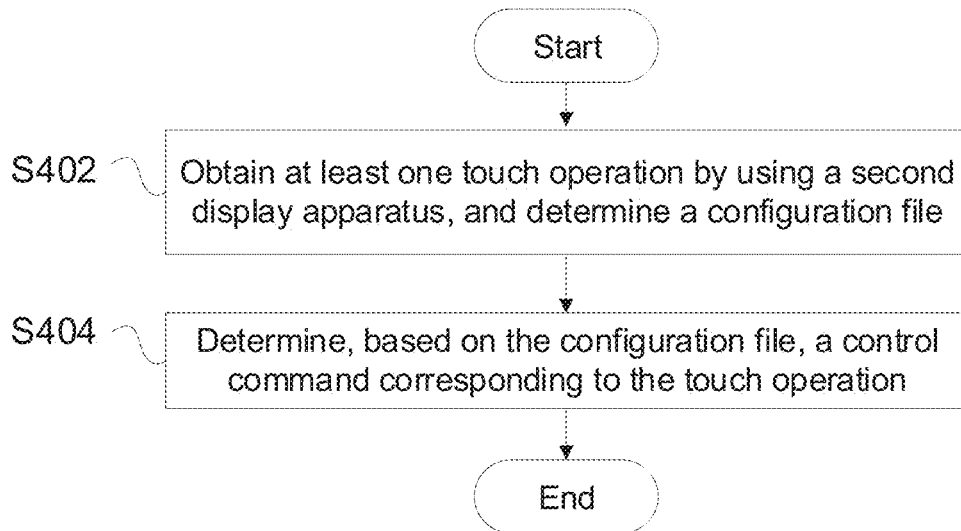 Start
S402
Obtain at least one touch operation by using a second
display apparatus, and determine a configuration file
S404
Determine, based on the configuration file, a control
command corresponding to the touch operation
End